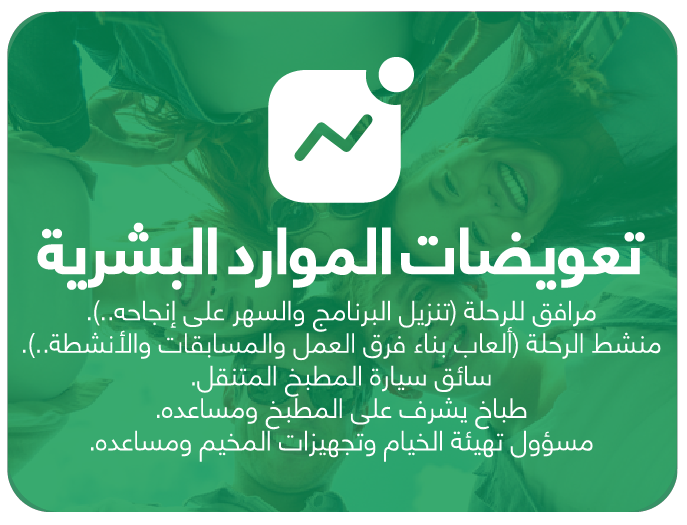 تعويضات الموارد البشرية
مرافق للرحلة (تنزيل البرنامج والسهر على إنجاحه..).
منشط الرحلة (ألعاب بناء فرق العمل والمسابقات والأنشطة..).
سائق سيارة المطبخ المتنقل.
طباخ يشرف على المطبخ ومساعده.
مسؤول تهيئة الخيام وتجهيزات المخيم ومساعده.